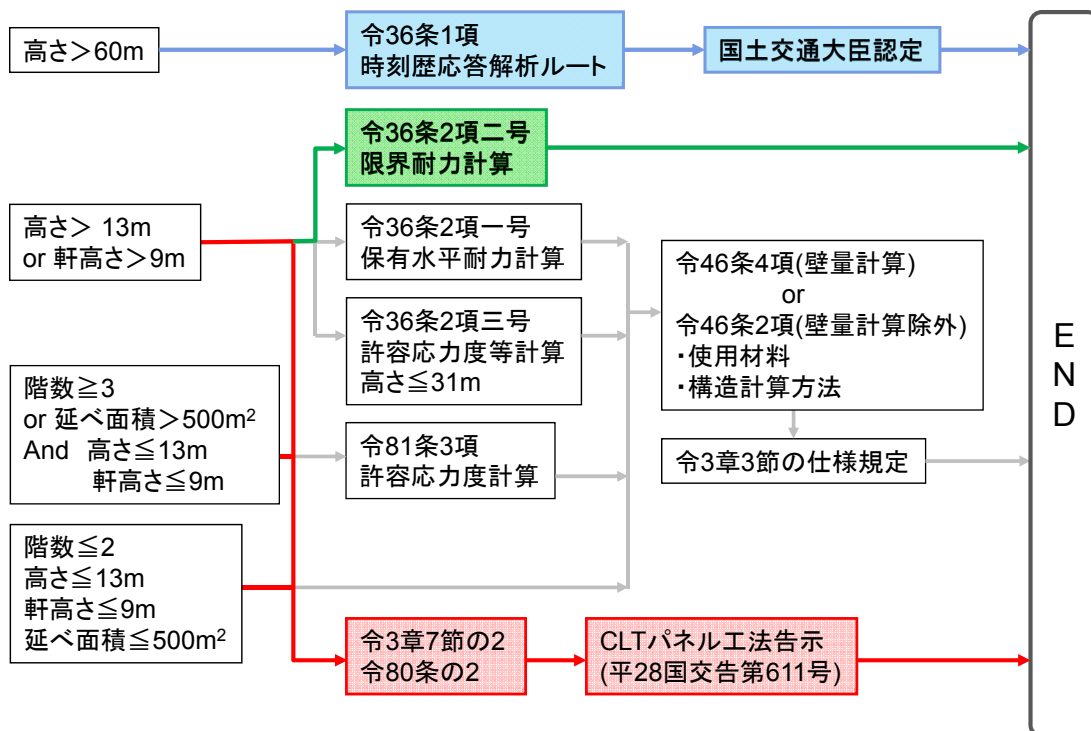 高さ＞60m
令36条1項
時刻歴応答解析ルート
国土交通大臣認定
令36条2項二号
限界耐力計算
高さ＞ 13m
or 軒高さ＞9m
令36条2項一号
保有水平耐力計算
令36条2項三号
許容応力度等計算
高さ≦31m
令46条4項(壁量計算)
or
令46条2項(壁量計算除外)
・使用材料
・構造計算方法
階数≧3
or 延べ面積＞500m²
And 高さ≦13m
軒高さ≦9m
令81条3項
許容応力度計算
令3章3節の仕様規定
階数≦2
高さ≦13m
軒高さ≦9m
延べ面積≦500m²
令3章7節の2
令80条の2
CLTパネル工法告示
(平28国交告第611号)
E
N
D